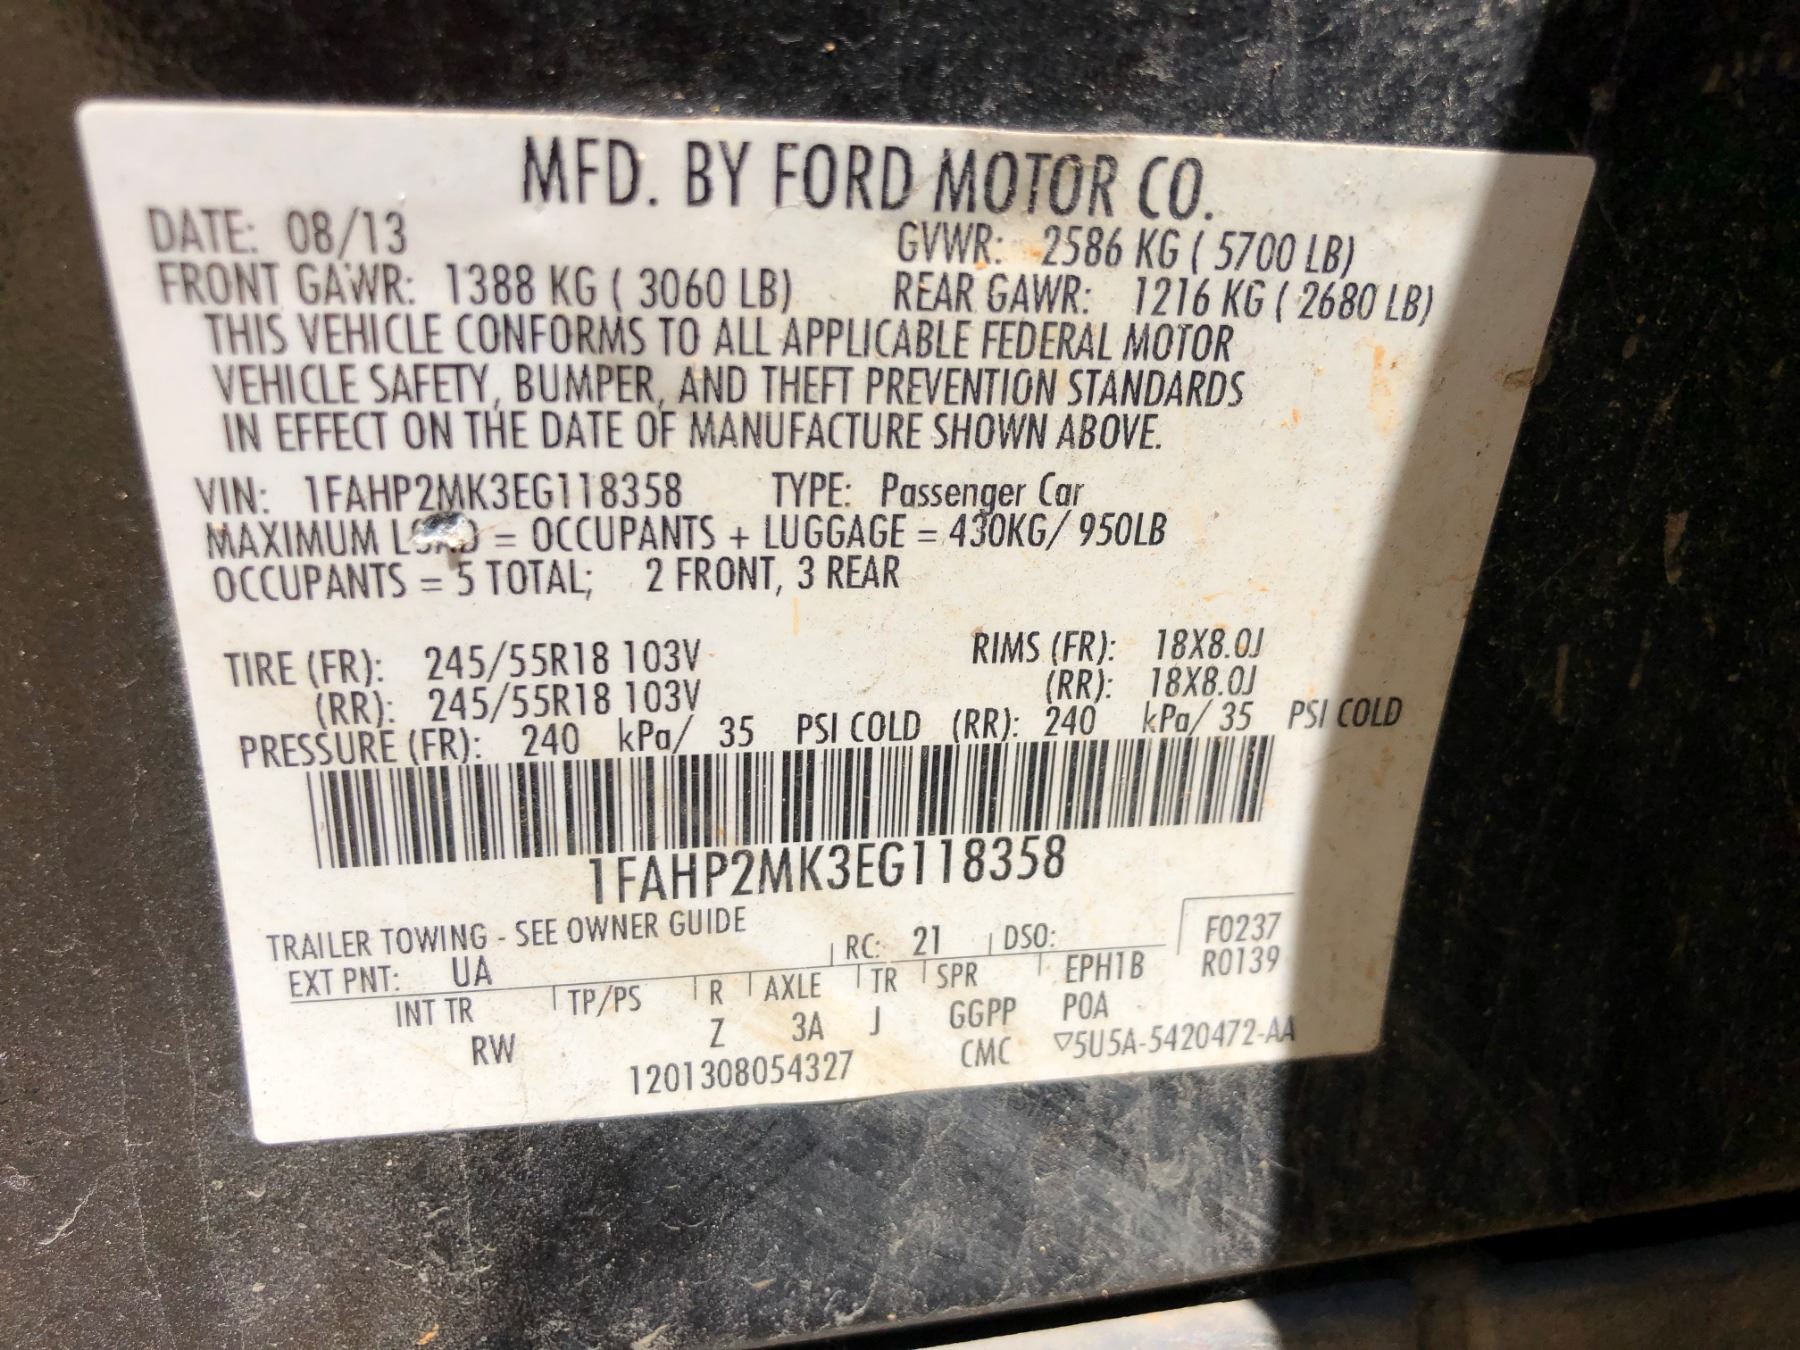 MFD. BY FORD MOTOR CO.
DATE: 08/13 GVWR: 2586 KG ( 5700 LB)
FRONT GAWR: 1388 KG ( 3060 LB) REAR GAWR: 1216 KG ( 2680 LB)
THIS VEHICLE CONFORMS TO ALL APPLICABLE FEDERAL MOTOR
VEHICLE SAFETY, BUMPER, AND THEFT PREVENTION STANDARDS
IN EFFECT ON THE DATE OF MANUFACTURE SHOWN ABOVE.
VIN: 1FAHP2MK3EG118358 TYPE: Passenger Car
MAXIMUM LOAD = OCCUPANTS + LUGGAGE = 430KG/ 950LB
OCCUPANTS = 5 TOTAL; 2 FRONT, 3 REAR
TIRE (FR): 245/55R18 103V RIMS (FR): 18X8.0J
(RR): 245/55R18 103V (RR): 18X8.0J
PRESSURE (FR): 240 kPa/ 35 PSI COLD (RR): 240 kPa/ 35 PSI COLD
1FAHP2MK3EG118358
TRAILER TOWING - SEE OWNER GUIDE
EXT PNT: UA RC: 21 DSO: F0237
INT TR TP/PS R AXLE TR SPR EPH1B R0139
RW Z 3A J GGPP POA
1201308054327 CMC ▽5U5A-5420472-AA